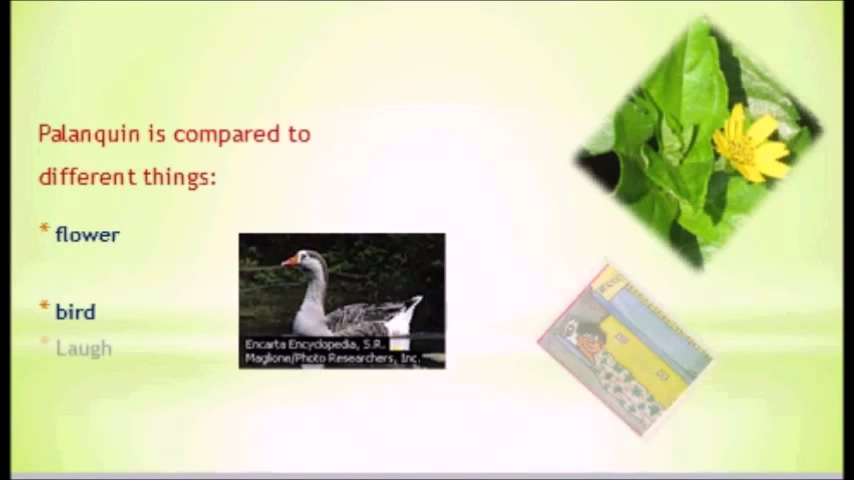 Palanquin is compared to
different things:
* flower
* bird
* Laugh
Encarta Encyclopedia, S.R.
Maglione/Photo Researchers, Inc.